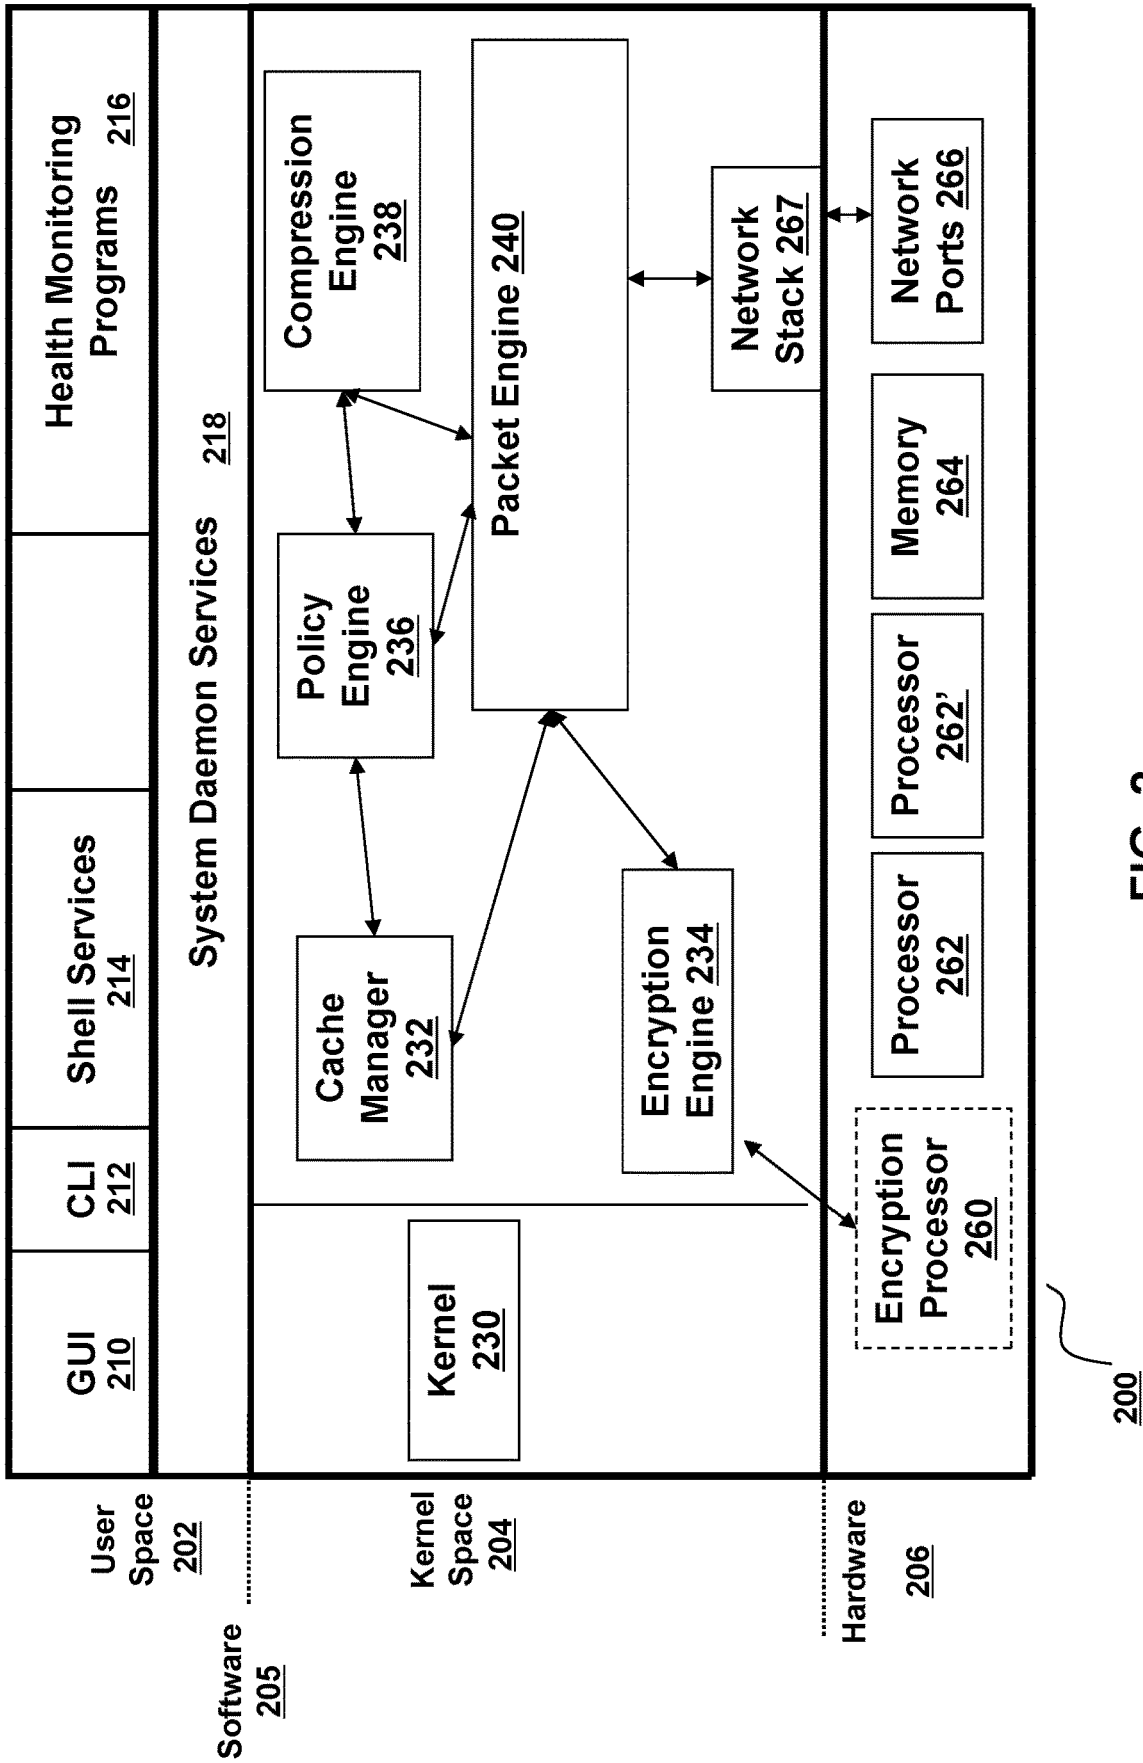 GUI
210
CLI
212
Shell Services
214
Health Monitoring
Programs 216
User
Space
202
System Daemon Services 218
Software
205
Kernel
Space
204
Kernel
230
Cache
Manager
232
Policy
Engine
236
Compression
Engine
238
Packet Engine 240
Encryption
Engine 234
Network
Stack 267
Hardware
206
Encryption
Processor
260
Processor
262
Processor
262’
Memory
264
Network
Ports 266
200
FIG.